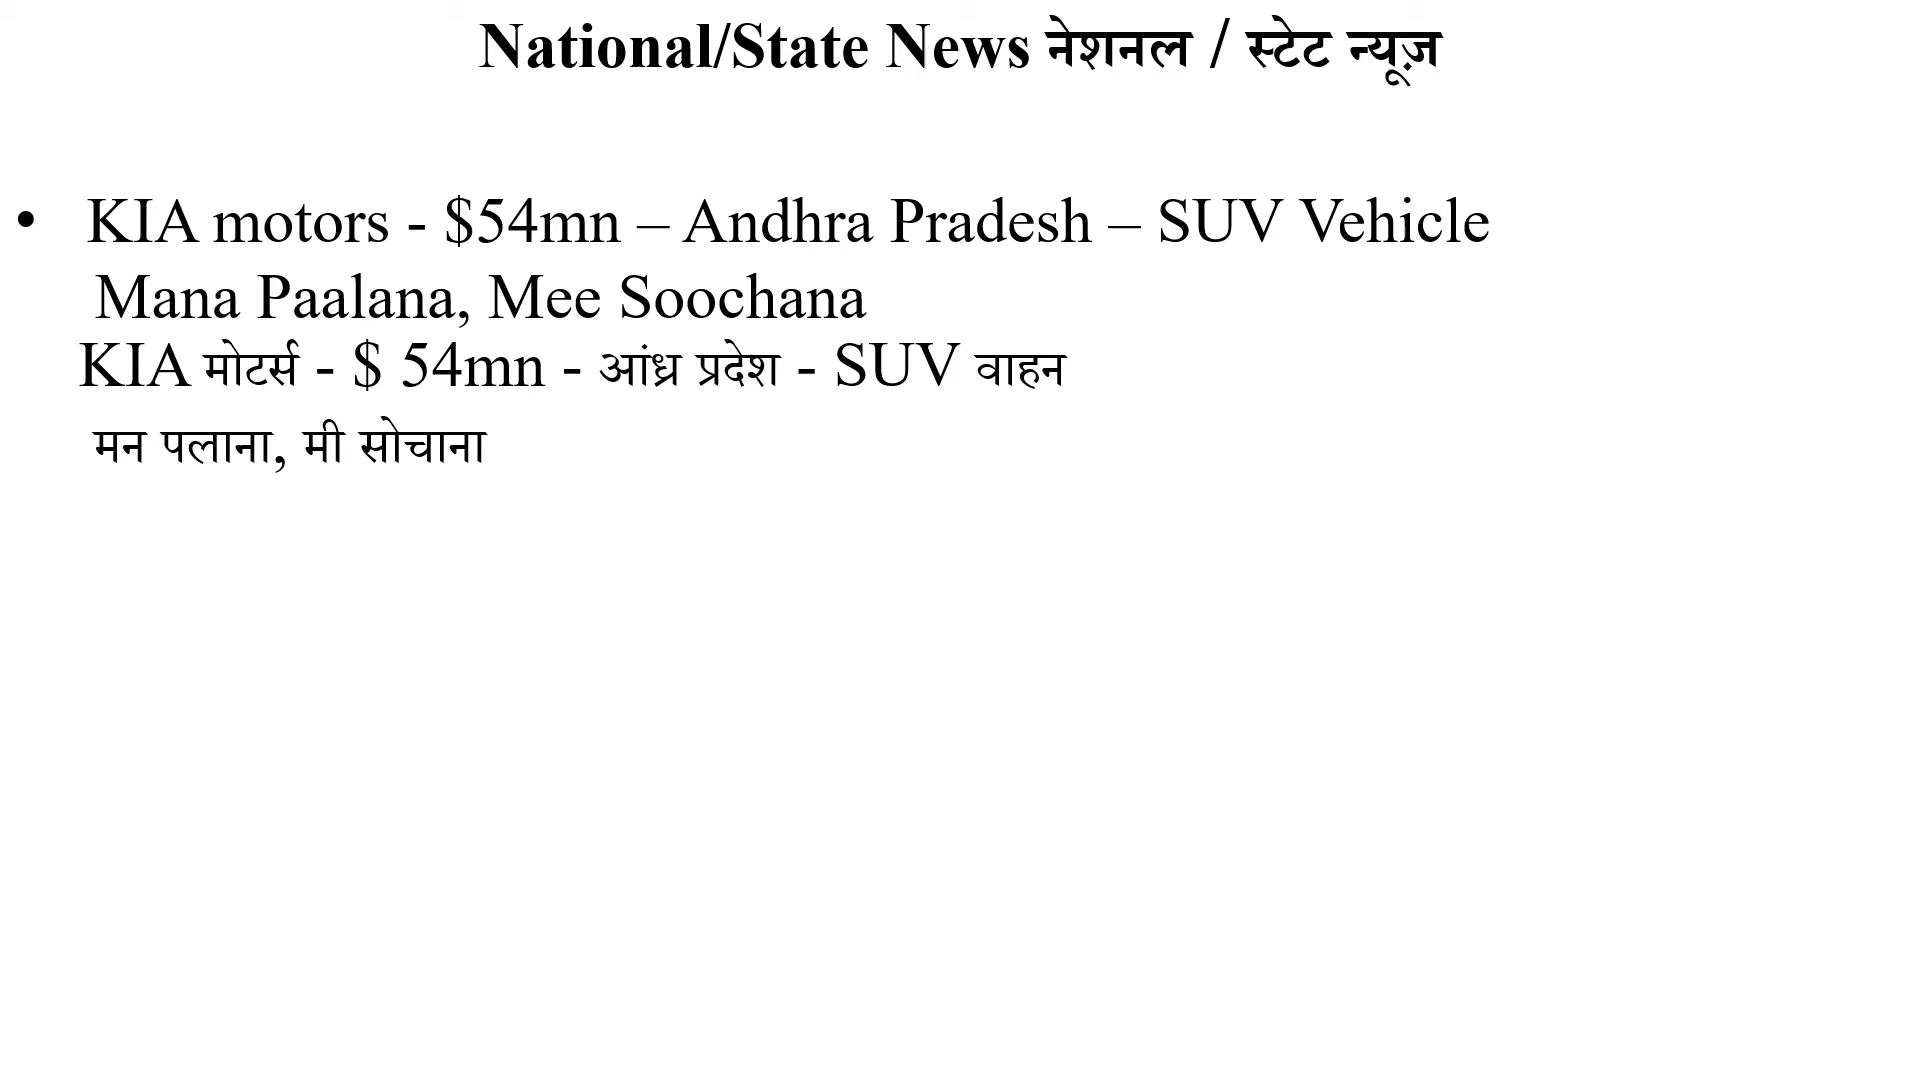 National/State News नेशनल / स्टेट न्यूज़
• KIA motors - $54mn – Andhra Pradesh – SUV Vehicle
Mana Paalana, Mee Soochana
KIA मोटर्स - $ 54mn - आंध्र प्रदेश - SUV वाहन
मन पलाना, मी सोचाना